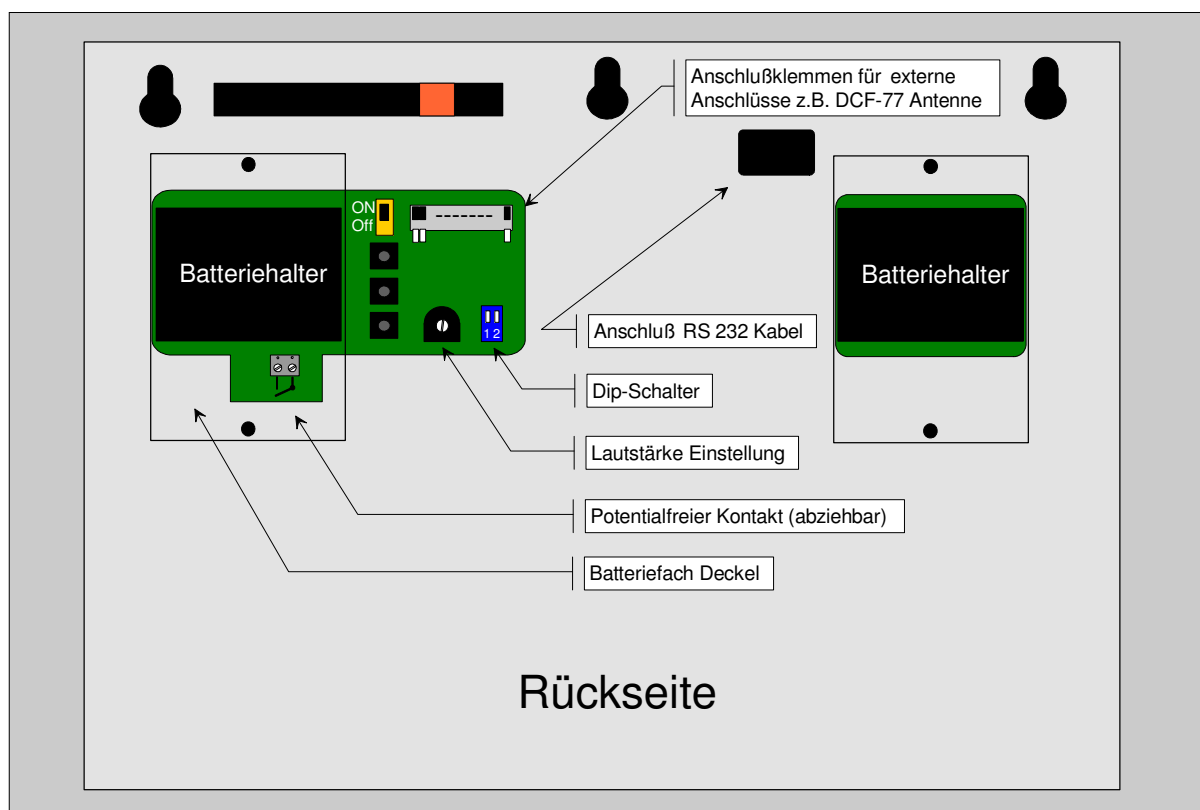 Anschlußklemmen für externe
Anschlüsse z.B. DCF-77 Antenne
ON
Off
Batteriehalter
Batteriehalter
1 2
Anschluß RS 232 Kabel
Dip-Schalter
Lautstärke Einstellung
Potentialfreier Kontakt (abziehbar)
Batteriefach Deckel
Rückseite